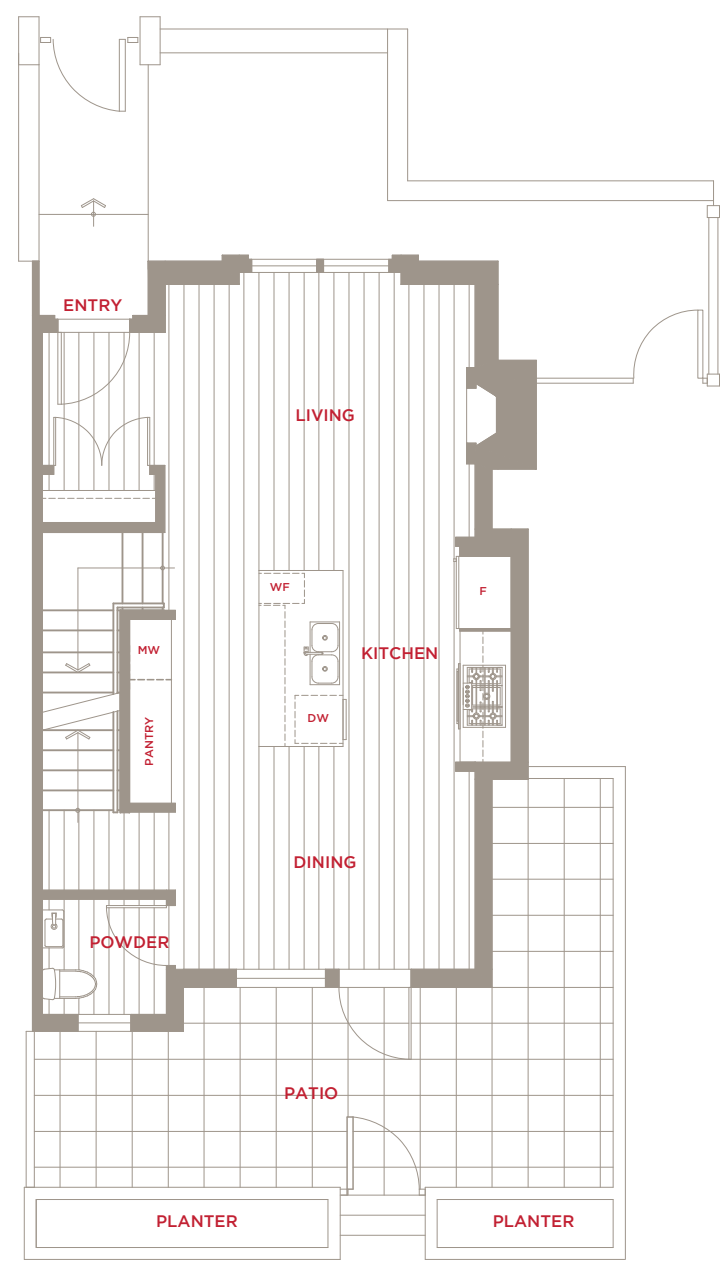 ENTRY
LIVING
WF
F
KITCHEN
MW
DW
PANTRY
DINING
POWDER
PATIO
PLANTER
PLANTER